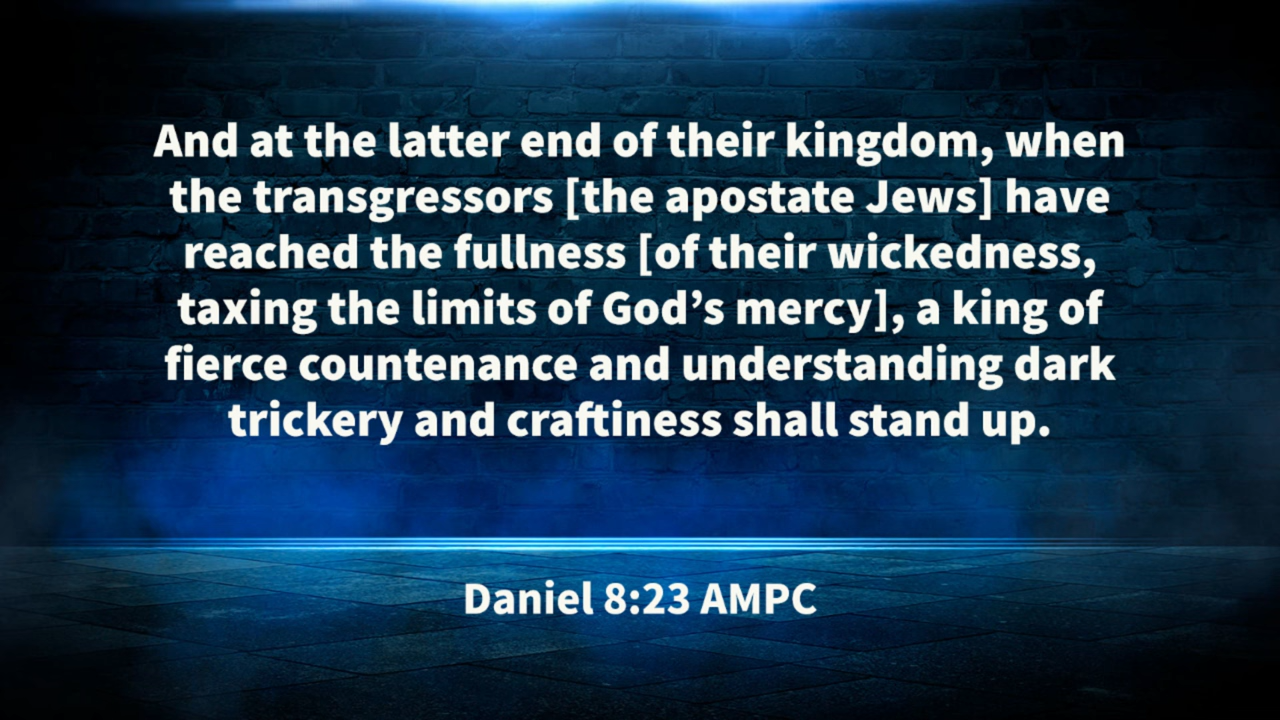 And at the latter end of their kingdom, when
the transgressors [the apostate Jews] have
reached the fullness [of their wickedness,
taxing the limits of God’s mercy], a king of
fierce countenance and understanding dark
trickery and craftiness shall stand up.
Daniel 8:23 AMPC